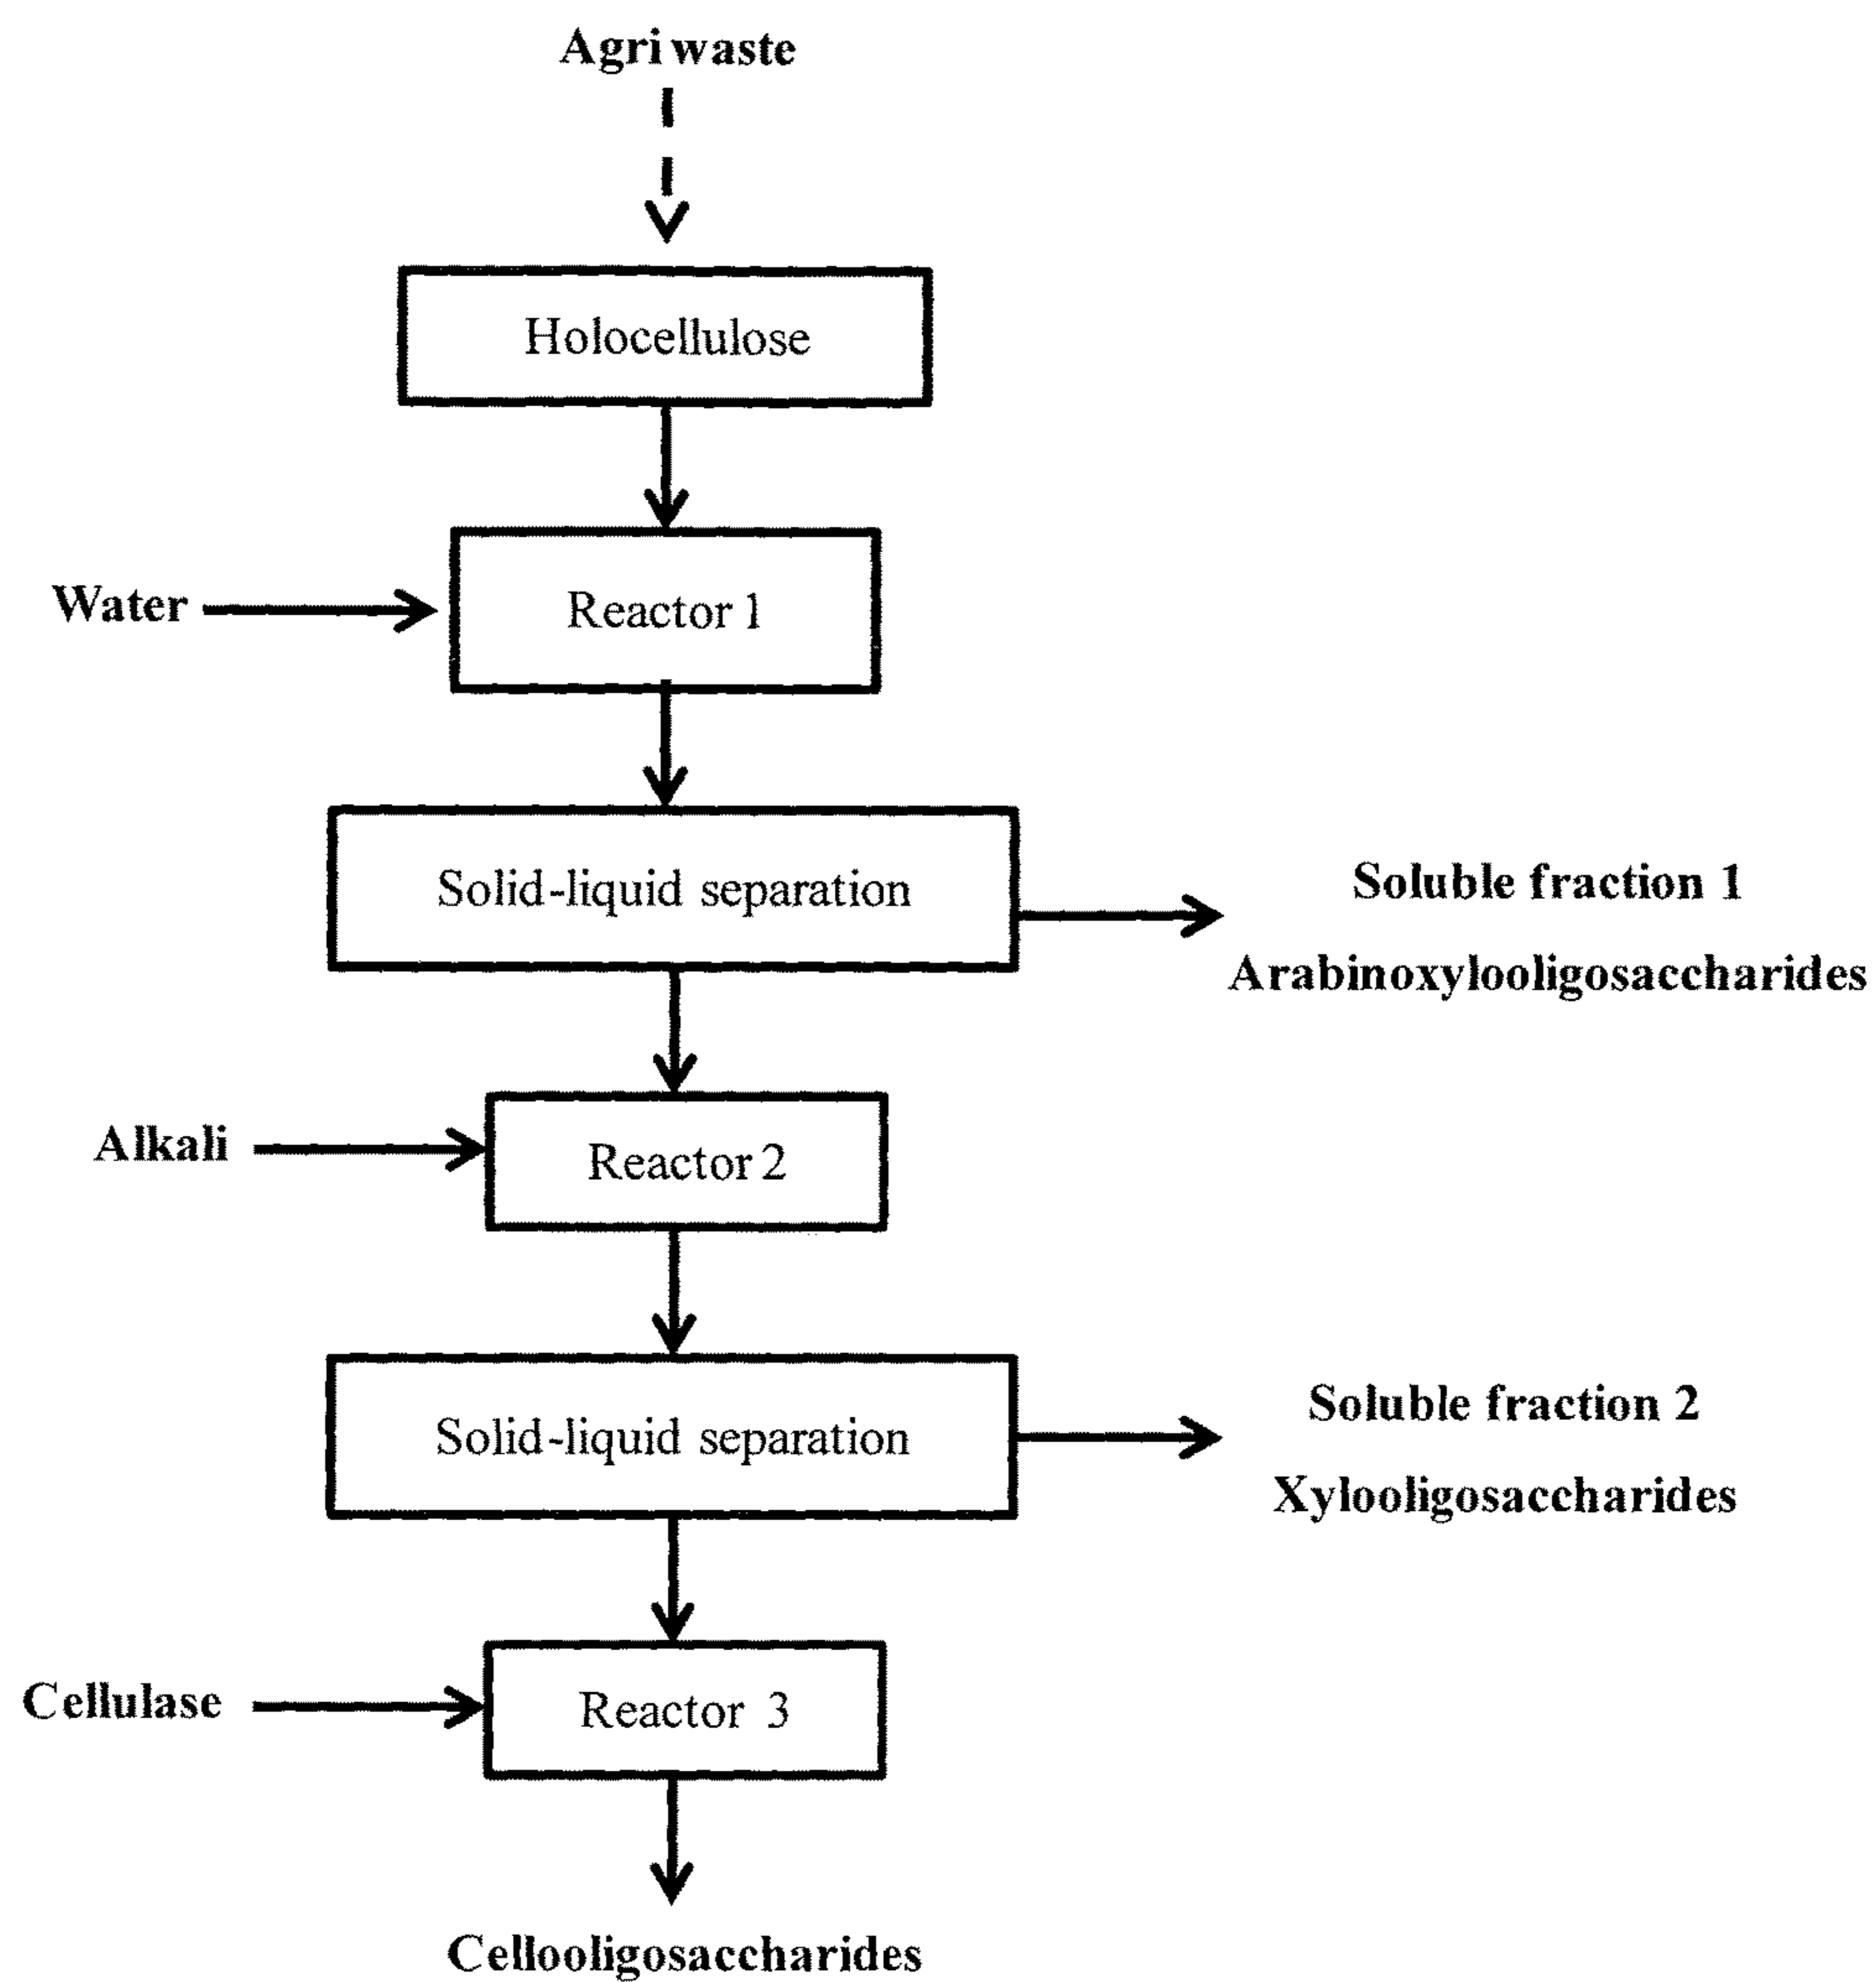 Agri waste
Holocellulose
Water
Reactor 1
Solid-liquid separation
Soluble fraction 1
Arabinoxylooligosaccharides
Alkali
Reactor 2
Solid-liquid separation
Soluble fraction 2
Xylooligosaccharides
Cellulase
Reactor 3
Cellooligosaccharides